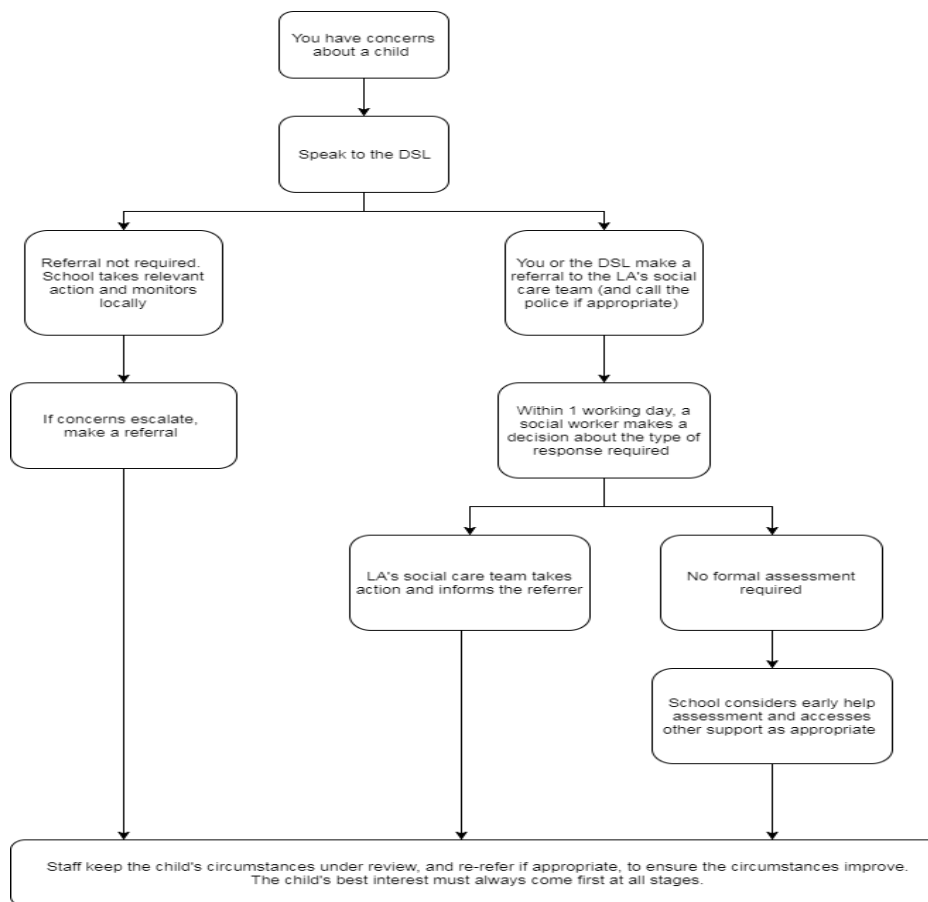 You have concerns
about a child
Speak to the DSL
Referral not required.
School takes relevant
action and monitors
locally
You or the DSL make a
referral to the LA's social
care team (and call the
police if appropriate)
If concerns escalate,
make a referral
Within 1 working day, a
social worker makes a
decision about the type of
response required
LA's social care team takes
action and informs the referrer
No formal assessment
required
School considers early help
assessment and accesses
other support as appropriate
Staff keep the child's circumstances under review, and re-refer if appropriate, to ensure the circumstances improve.
The child's best interest must always come first at all stages.